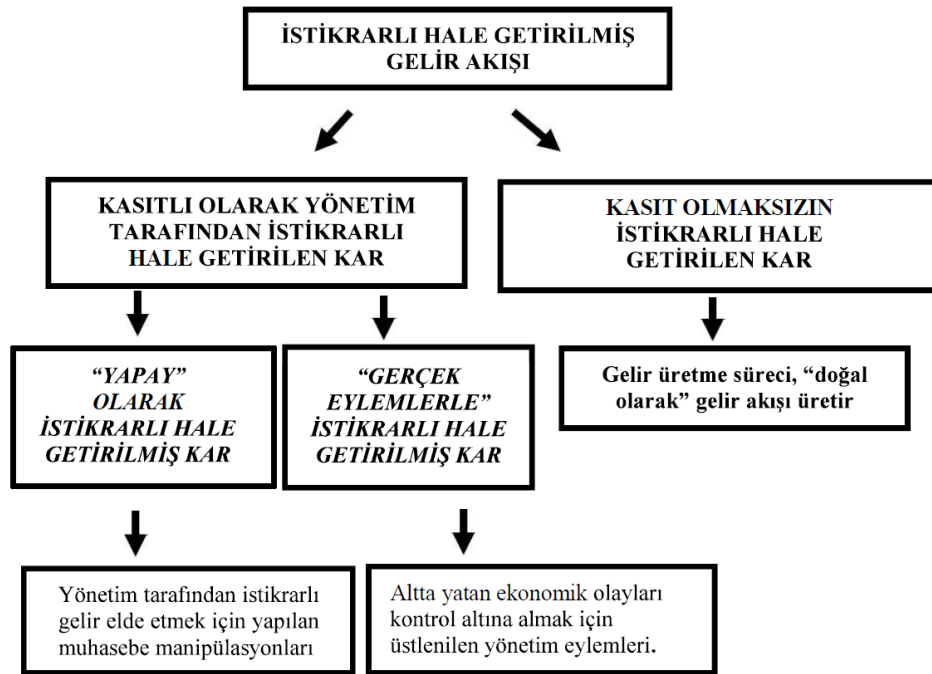 İSTİKRARLI HALE GETİRİLMİŞ
GELİR AKIŞI
KASITLI OLARAK YÖNETİM
TARAFINDAN İSTİKRARLI
HALE GETİRİLEN KAR
KASIT OLMAKSIZIN
İSTİKRARLI HALE
GETİRİLEN KAR
“YAPAY”
OLARAK
İSTİKRARLI HALE
GETİRİLMİŞ KAR
“GERÇEK
EYLEMLERLE”
İSTİKRARLI HALE
GETİRİLMİŞ KAR
Gelir üretme süreci, “doğal
olarak” gelir akışı üretir
Yönetim tarafından istikrarlı
gelir elde etmek için yapılan
muhasebe manipülasyonları
Altta yatan ekonomik olayları
kontrol altına almak için
üstlenilen yönetim eylemleri.